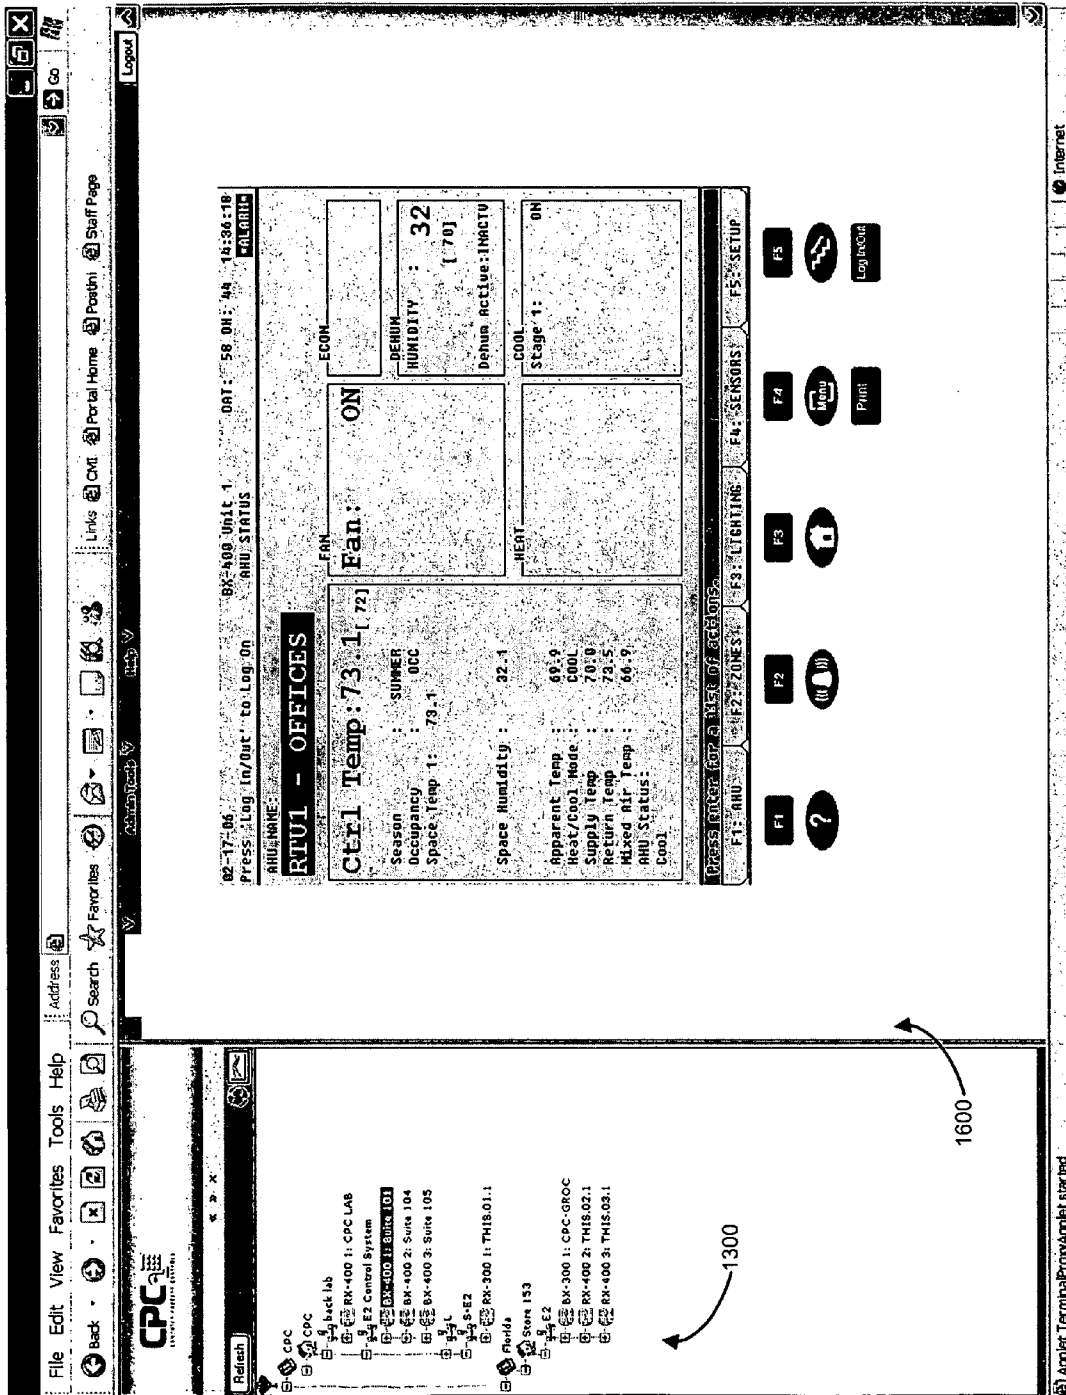 File Edit View Favorites Tools Help
Back Search Favorites
Address
Go
Links CMI Portal Home Postini Staff Page
CPC
Admin Tools Help
Logout
« » ×
Refresh
CPC
CPC
back lab
RX-400 1: CPC LAB
E2 Control System
BX-400 1: Suite 101
BX-400 2: Suite 104
BX-400 3: Suite 105
L
S-E2
RX-300 1: THIS.01.1
Florida
Store 153
E2
BX-300 1: CPC-GROC
RX-400 2: THIS.02.1
RX-400 3: THIS.03.1
1300
1600
02-17-06 BX-400 Unit 1 OAT: 58 OH: 44 14:36:18
Press 'Log In/Out' to Log On AHU STATUS *ALARM*
AHU NAME:
RTU1 - OFFICES
Ctrl Temp:73.1
[ 72]
Season : SUMMER
Occupancy : OCC
Space Temp 1: 73.1
Space Humidity : 32.1
Apparent Temp : 69.9
Heat/Cool Mode : COOL
Supply Temp : 70.0
Return Temp : 73.5
Mixed Air Temp : 66.9
AHU Status:
Cool
FAN
Fan: ON
HEAT
ECON
DEHUM
HUMIDITY : 32
[ 70]
Dehum Active:INACTV
COOL
Stage 1: ON
Press enter for a list of actions.
F1: AHU F2: ZONES F3: LIGHTING F4: SENSORS F5: SETUP
F1 F2 F3 F4 F5
?
Menu
Print
Log In/Out
Applet TerminalProxyApplet started
Internet